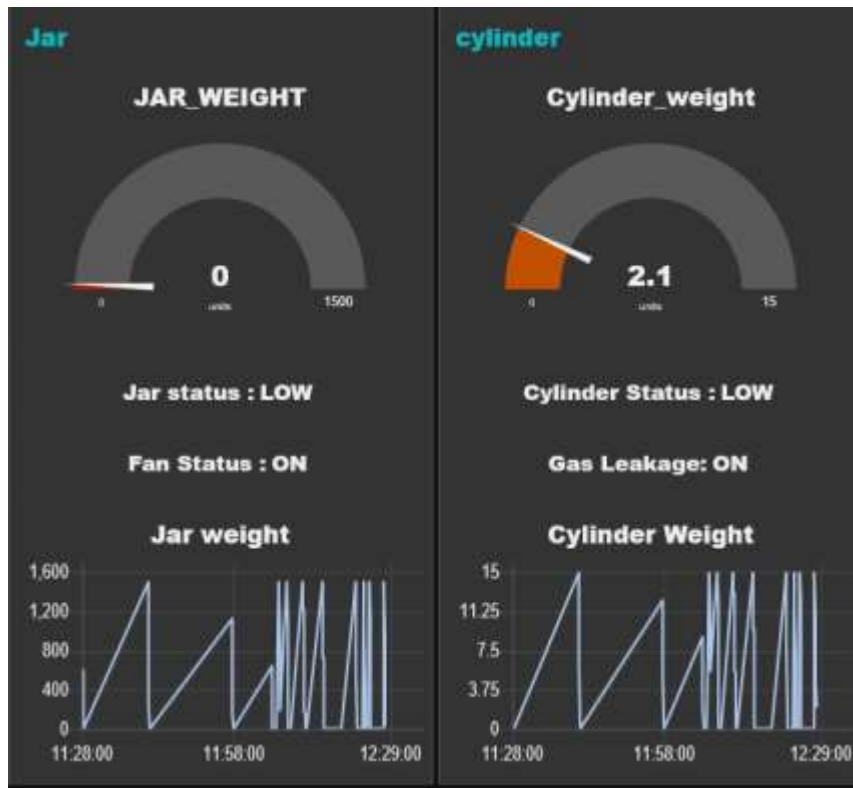 Jar
JAR_WEIGHT
0
units
0
1500
Jar status : LOW
Fan Status : ON
Jar weight
1,600
1,200
800
400
0
11:28:00
11:58:00
12:29:00
cylinder
Cylinder_weight
2.1
units
0
15
Cylinder Status : LOW
Gas Leakage: ON
Cylinder Weight
15
11.25
7.5
3.75
0
11:28:00
11:58:00
12:29:00